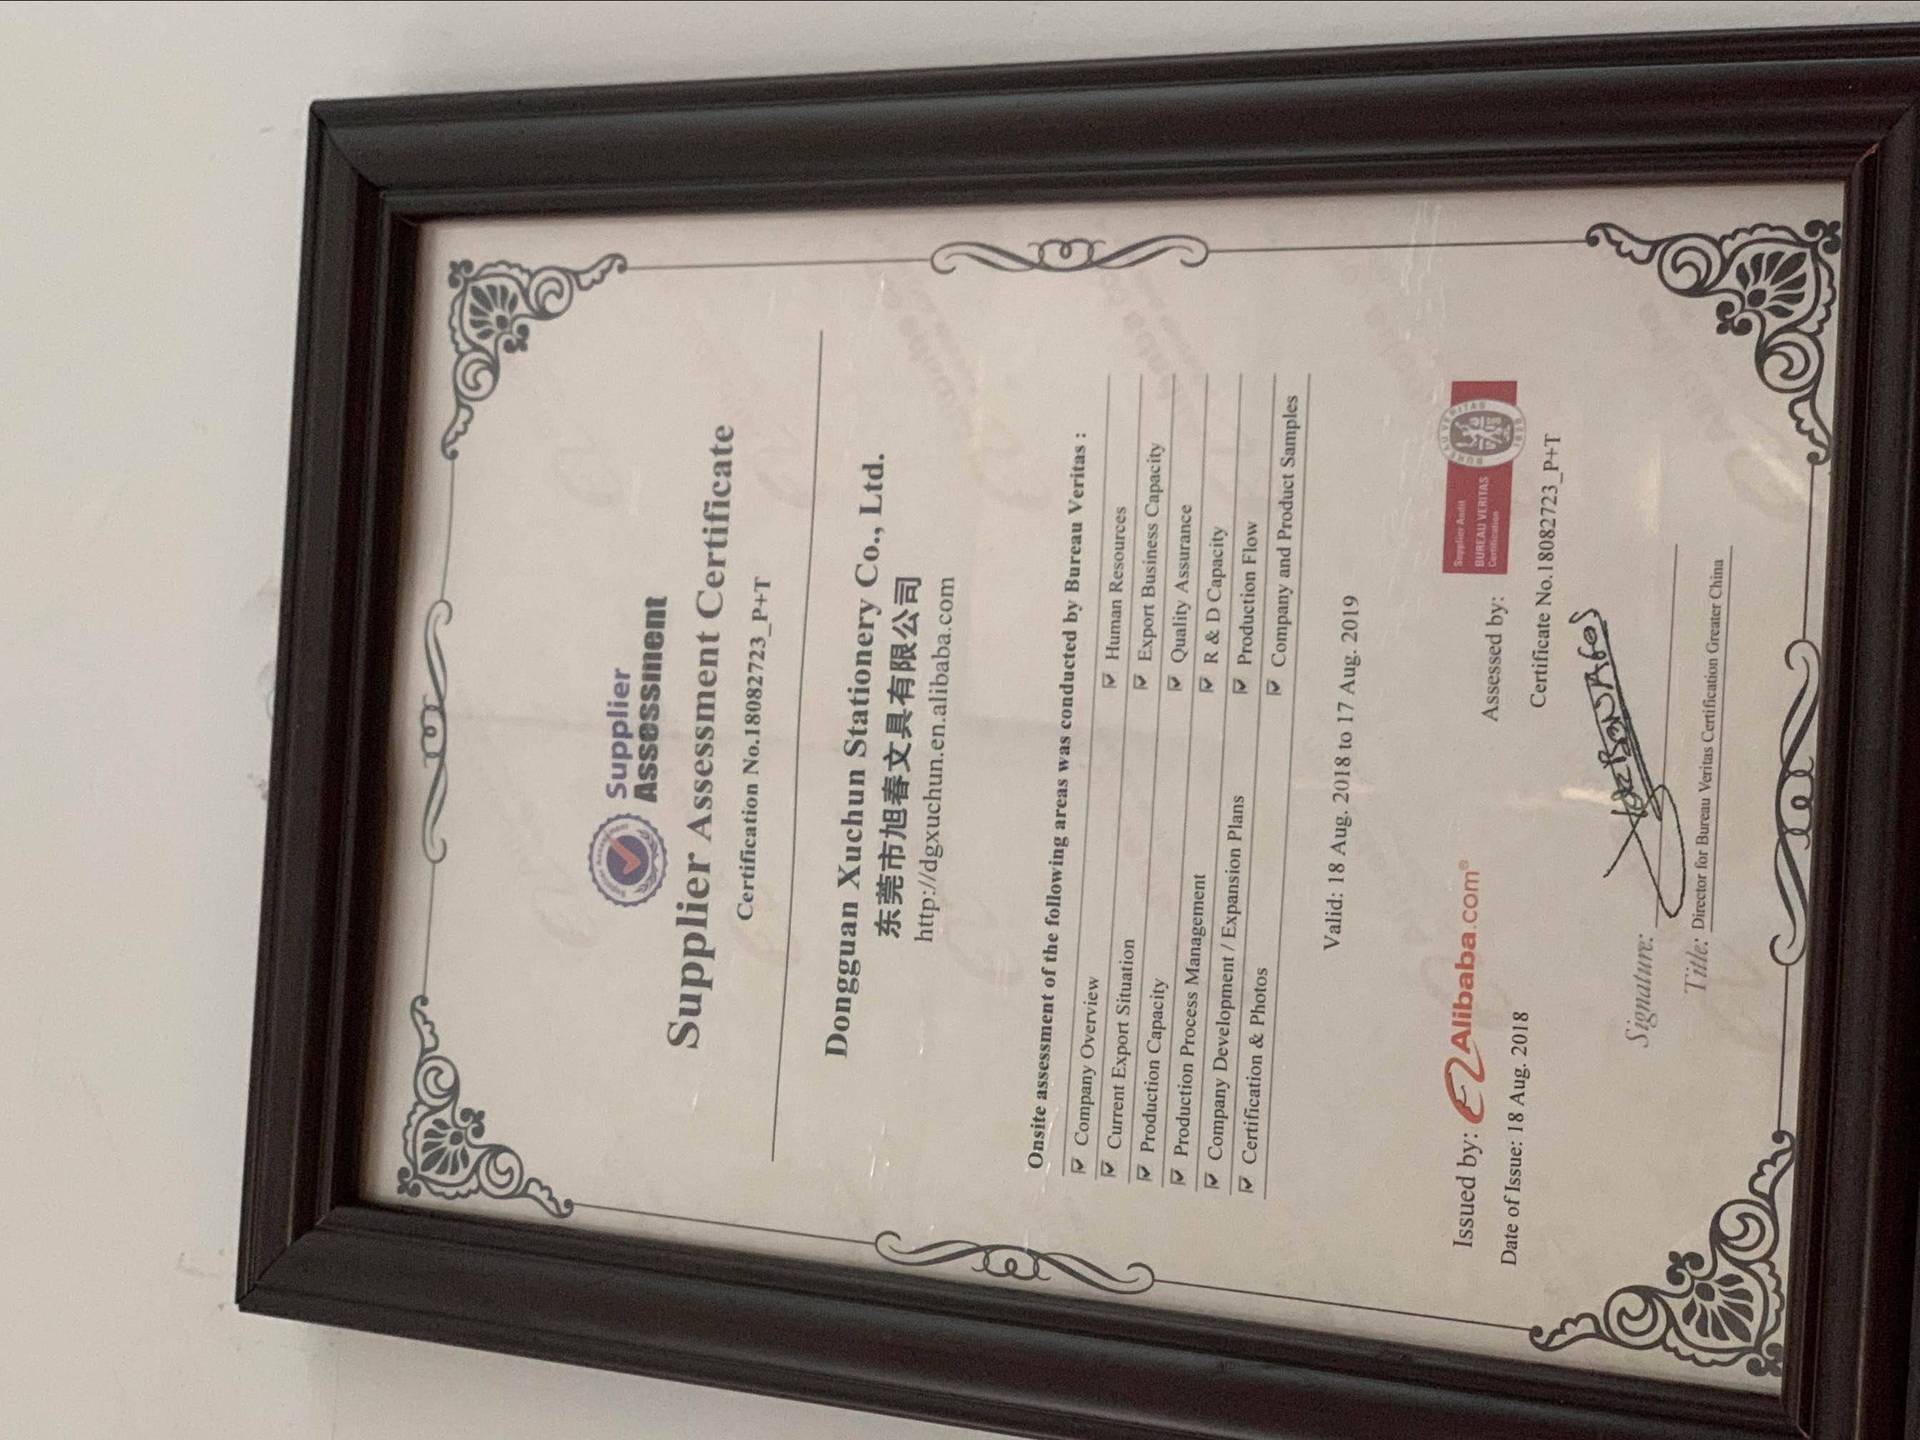 Supplier
Assessment
Supplier Assessment Certificate
Certification No.18082723_P+T
Dongguan Xuchun Stationery Co., Ltd.
东莞市旭春文具有限公司
http://dgxuchun.en.alibaba.com
Onsite assessment of the following areas was conducted by Bureau Veritas :
Company Overview
Human Resources
Current Export Situation
Export Business Capacity
Production Capacity
Quality Assurance
Production Process Management
R & D Capacity
Company Development / Expansion Plans
Production Flow
Certification & Photos
Company and Product Samples
Valid: 18 Aug. 2018 to 17 Aug. 2019
Issued by: Alibaba.com®
Assessed by:
Supplier Audit
BUREAU VERITAS
Certification
Date of Issue: 18 Aug. 2018
Certificate No.18082723_P+T
Signature:
Title: Director for Bureau Veritas Certification Greater China